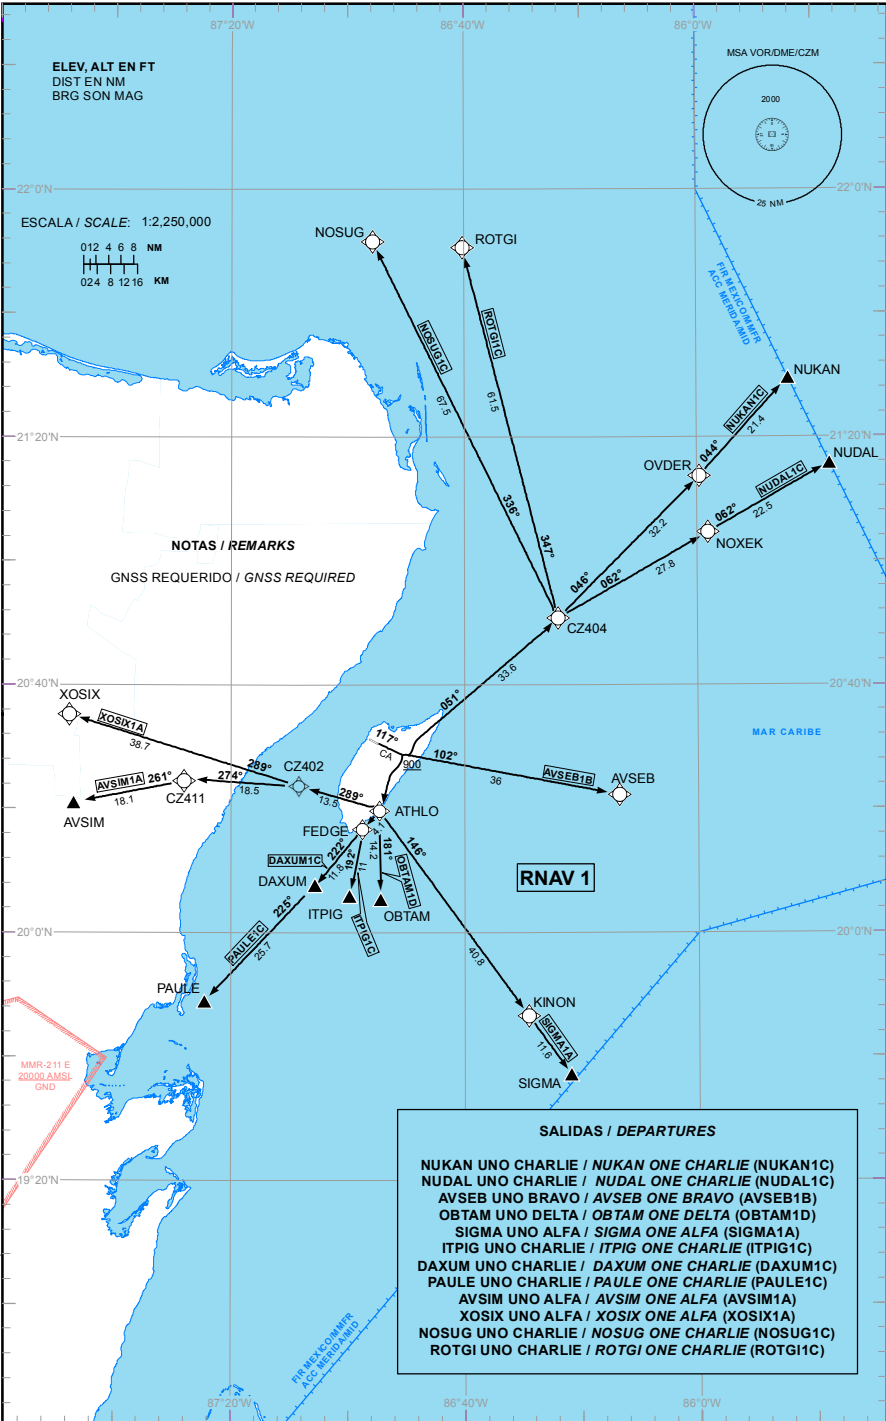 87°20'W
86°40'W
86°0'W
ELEV, ALT EN FT
DIST EN NM
BRG SON MAG
MSA VOR/DME/CZM
2000
25 NM
22°0'N
22°0'N
ESCALA / SCALE: 1:2,250,000
012 4 6 8 NM
024 8 12 16 KM
NOSUG
ROTGI
FIR MEXICO/MMFR
ACC MERIDA/MID
NOSUG1C
67.5
336°
ROTGI1C
61.5
347°
NUKAN
NUKAN1C
21.4
044°
21°20'N
21°20'N
OVDER
NUDAL
NUDAL1C
22.5
062°
NOXEK
32.2
046°
062°
27.8
NOTAS / REMARKS
GNSS REQUERIDO / GNSS REQUIRED
CZ404
33.6
051°
20°40'N
20°40'N
XOSIX
XOSIX1A
38.7
289°
117°
CA
900
102°
36
AVSEB1B
AVSEB
MAR CARIBE
CZ402
AVSIM1A
261°
18.1
274°
18.5
289°
13.5
CZ411
AVSIM
ATHLO
FEDGE
4.1
DAXUM1C
222°
11.8
192°
11
14.2
181°
OBTAM1D
146°
RNAV 1
DAXUM
ITPIG
ITPIG1C
OBTAM
225°
PAULE1C
25.7
20°0'N
20°0'N
40.8
PAULE
KINON
SIGMA1A
11.6
SIGMA
MMR-211 E
20000 AMSL
GND
19°20'N
SALIDAS / DEPARTURES
NUKAN UNO CHARLIE / NUKAN ONE CHARLIE (NUKAN1C)
NUDAL UNO CHARLIE / NUDAL ONE CHARLIE (NUDAL1C)
AVSEB UNO BRAVO / AVSEB ONE BRAVO (AVSEB1B)
OBTAM UNO DELTA / OBTAM ONE DELTA (OBTAM1D)
SIGMA UNO ALFA / SIGMA ONE ALFA (SIGMA1A)
ITPIG UNO CHARLIE / ITPIG ONE CHARLIE (ITPIG1C)
DAXUM UNO CHARLIE / DAXUM ONE CHARLIE (DAXUM1C)
PAULE UNO CHARLIE / PAULE ONE CHARLIE (PAULE1C)
AVSIM UNO ALFA / AVSIM ONE ALFA (AVSIM1A)
XOSIX UNO ALFA / XOSIX ONE ALFA (XOSIX1A)
NOSUG UNO CHARLIE / NOSUG ONE CHARLIE (NOSUG1C)
ROTGI UNO CHARLIE / ROTGI ONE CHARLIE (ROTGI1C)
FIR MEXICO/MMFR
ACC MERIDA/MID
87°20'W
86°40'W
86°0'W